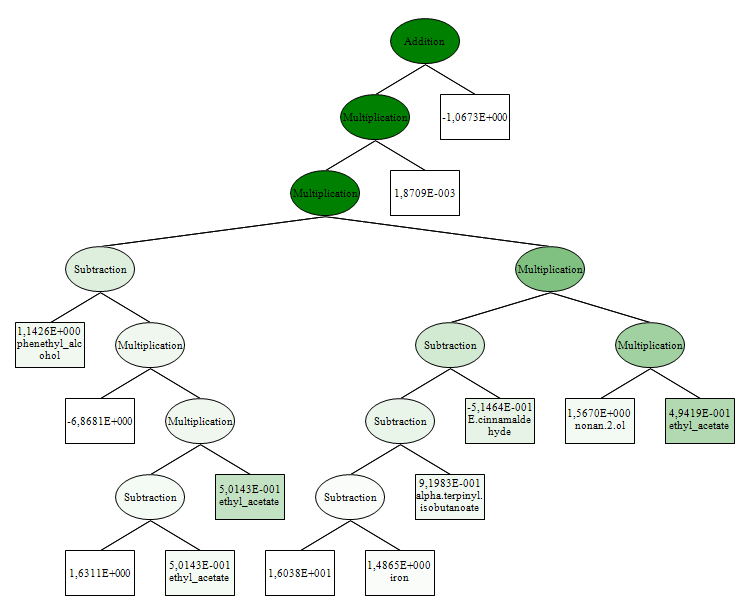 Addition
Multiplication
-1,0673E+000
Multiplication
1,8709E-003
Subtraction
Multiplication
1,1426E+000
phenethyl_alc
ohol
Multiplication
Subtraction
Multiplication
-6,8681E+000
Multiplication
Subtraction
-5,1464E-001
E.cinnamalde
hyde
1,5670E+000
nonan.2.ol
4,9419E-001
ethyl_acetate
Subtraction
5,0143E-001
ethyl_acetate
Subtraction
9,1983E-001
alpha.terpinyl.
isobutanoate
1,6311E+000
5,0143E-001
ethyl_acetate
1,6038E+001
1,4865E+000
iron